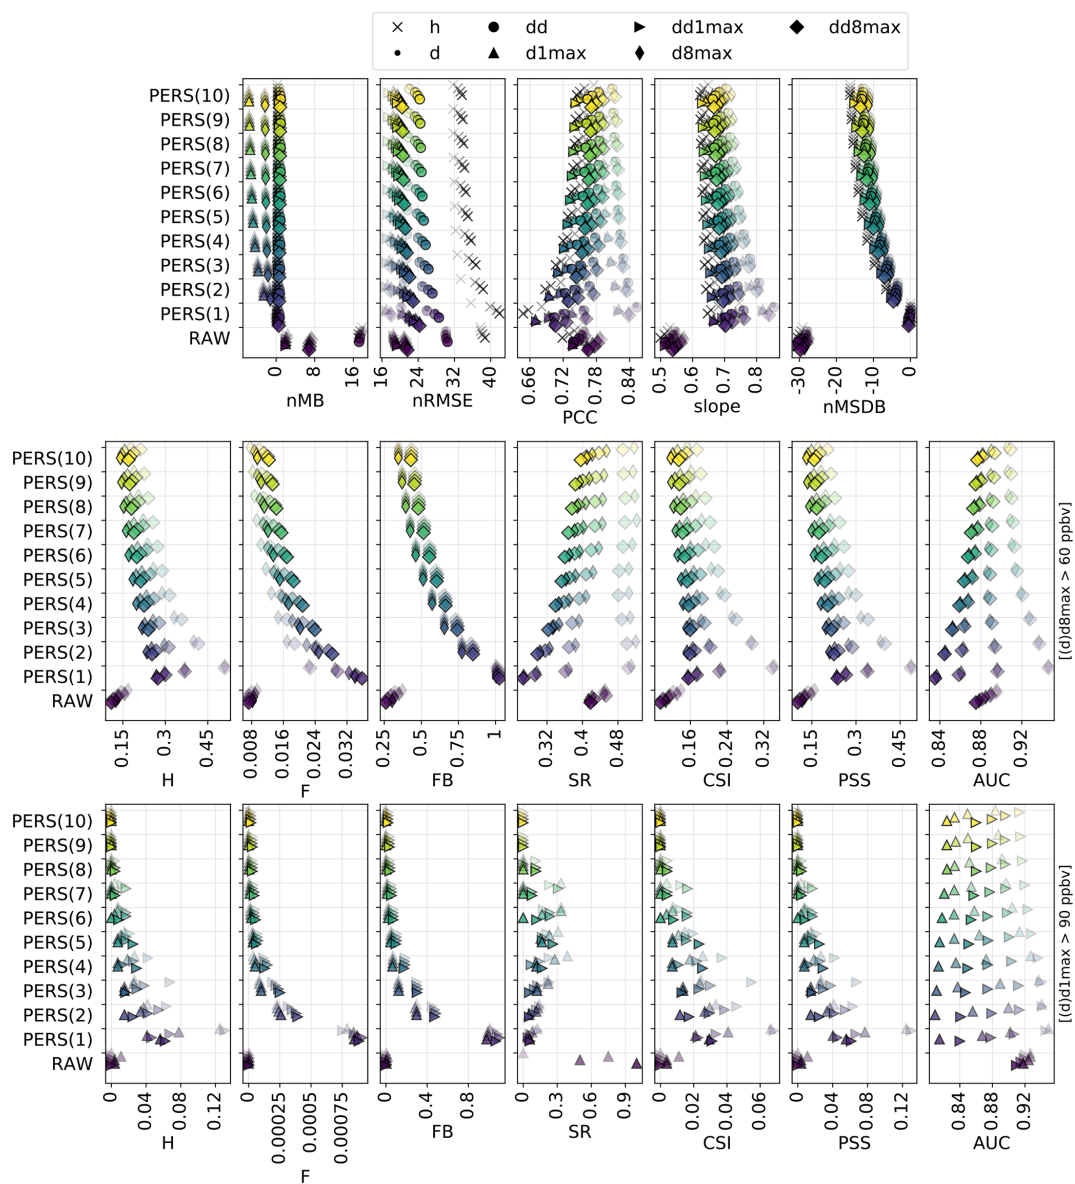 h dd dd1max dd8max
d d1max d8max
PERS(10)
PERS(9)
PERS(8)
PERS(7)
PERS(6)
PERS(5)
PERS(4)
PERS(3)
PERS(2)
PERS(1)
RAW
0 8 16 16 24 32 40 0.66 0.72 0.78 0.84 0.5 0.6 0.7 0.8 -30 -20 -10 0
nMB nRMSE PCC slope nMSDB
PERS(10)
PERS(9)
PERS(8)
PERS(7)
PERS(6)
PERS(5)
PERS(4)
PERS(3)
PERS(2)
PERS(1)
RAW
[(d)d8max > 60 ppbv]
0.15 0.3 0.45 0.008 0.016 0.024 0.032 0.25 0.5 0.75 1 0.32 0.4 0.48 0.16 0.24 0.32 0.15 0.3 0.45 0.84 0.88 0.92
H F FB SR CSI PSS AUC
PERS(10)
PERS(9)
PERS(8)
PERS(7)
PERS(6)
PERS(5)
PERS(4)
PERS(3)
PERS(2)
PERS(1)
RAW
[(d)d1max > 90 ppbv]
0 0.04 0.08 0.12 0 0.00025 0.0005 0.00075 0 0.4 0.8 0 0.3 0.6 0.9 0 0.02 0.04 0.06 0 0.04 0.08 0.12 0.84 0.88 0.92
H F FB SR CSI PSS AUC